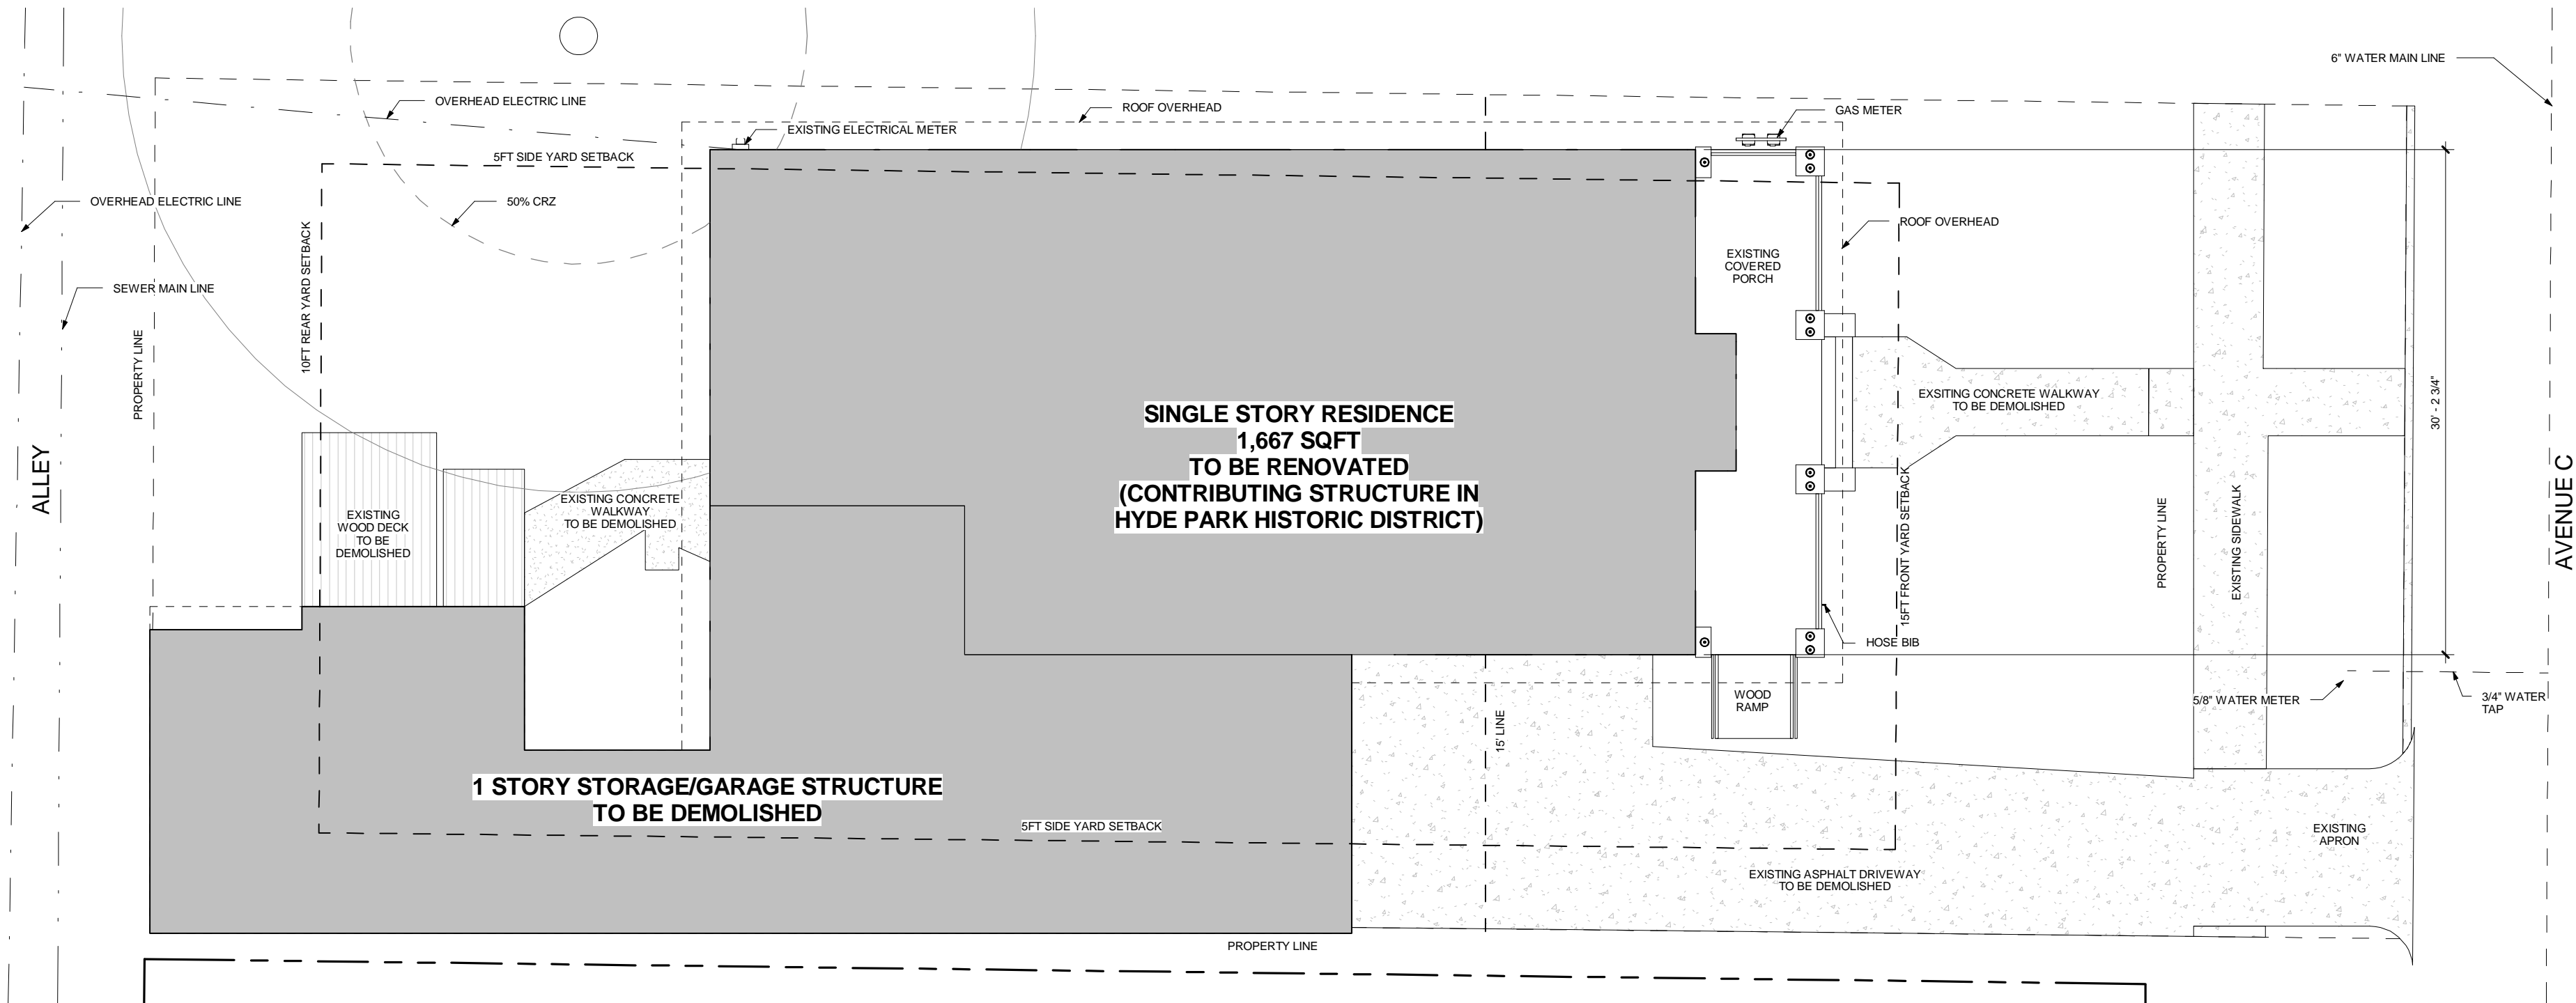 6" WATER MAIN LINE
OVERHEAD ELECTRIC LINE
ROOF OVERHEAD
GAS METER
EXISTING ELECTRICAL METER
5FT SIDE YARD SETBACK
OVERHEAD ELECTRIC LINE
50% CRZ
ROOF OVERHEAD
10FT REAR YARD SETBACK
EXISTING
COVERED
PORCH
SEWER MAIN LINE
PROPERTY LINE
ALLEY
SINGLE STORY RESIDENCE
1,667 SQFT
TO BE RENOVATED
(CONTRIBUTING STRUCTURE IN
HYDE PARK HISTORIC DISTRICT)
EXSITING CONCRETE WALKWAY
TO BE DEMOLISHED
30' - 2 3/4"
AVENUE C
EXISTING
WOOD DECK
TO BE
DEMOLISHED
EXISTING CONCRETE
WALKWAY
TO BE DEMOLISHED
15FT FRONT YARD SETBACK
PROPERTY LINE
EXISTING SIDEWALK
HOSE BIB
WOOD
RAMP
5/8" WATER METER
3/4" WATER
TAP
15' LINE
1 STORY STORAGE/GARAGE STRUCTURE
TO BE DEMOLISHED
5FT SIDE YARD SETBACK
EXISTING
APRON
EXISTING ASPHALT DRIVEWAY
TO BE DEMOLISHED
PROPERTY LINE